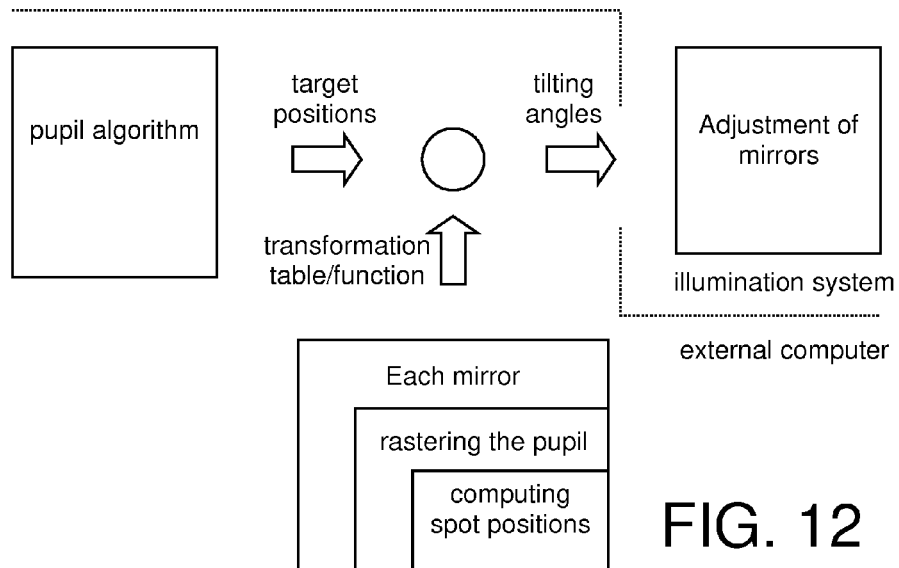 pupil algorithm
target
positions
tilting
angles
Adjustment of
mirrors
transformation
table/function
illumination system
external computer
Each mirror
rastering the pupil
computing
spot positions
FIG. 12